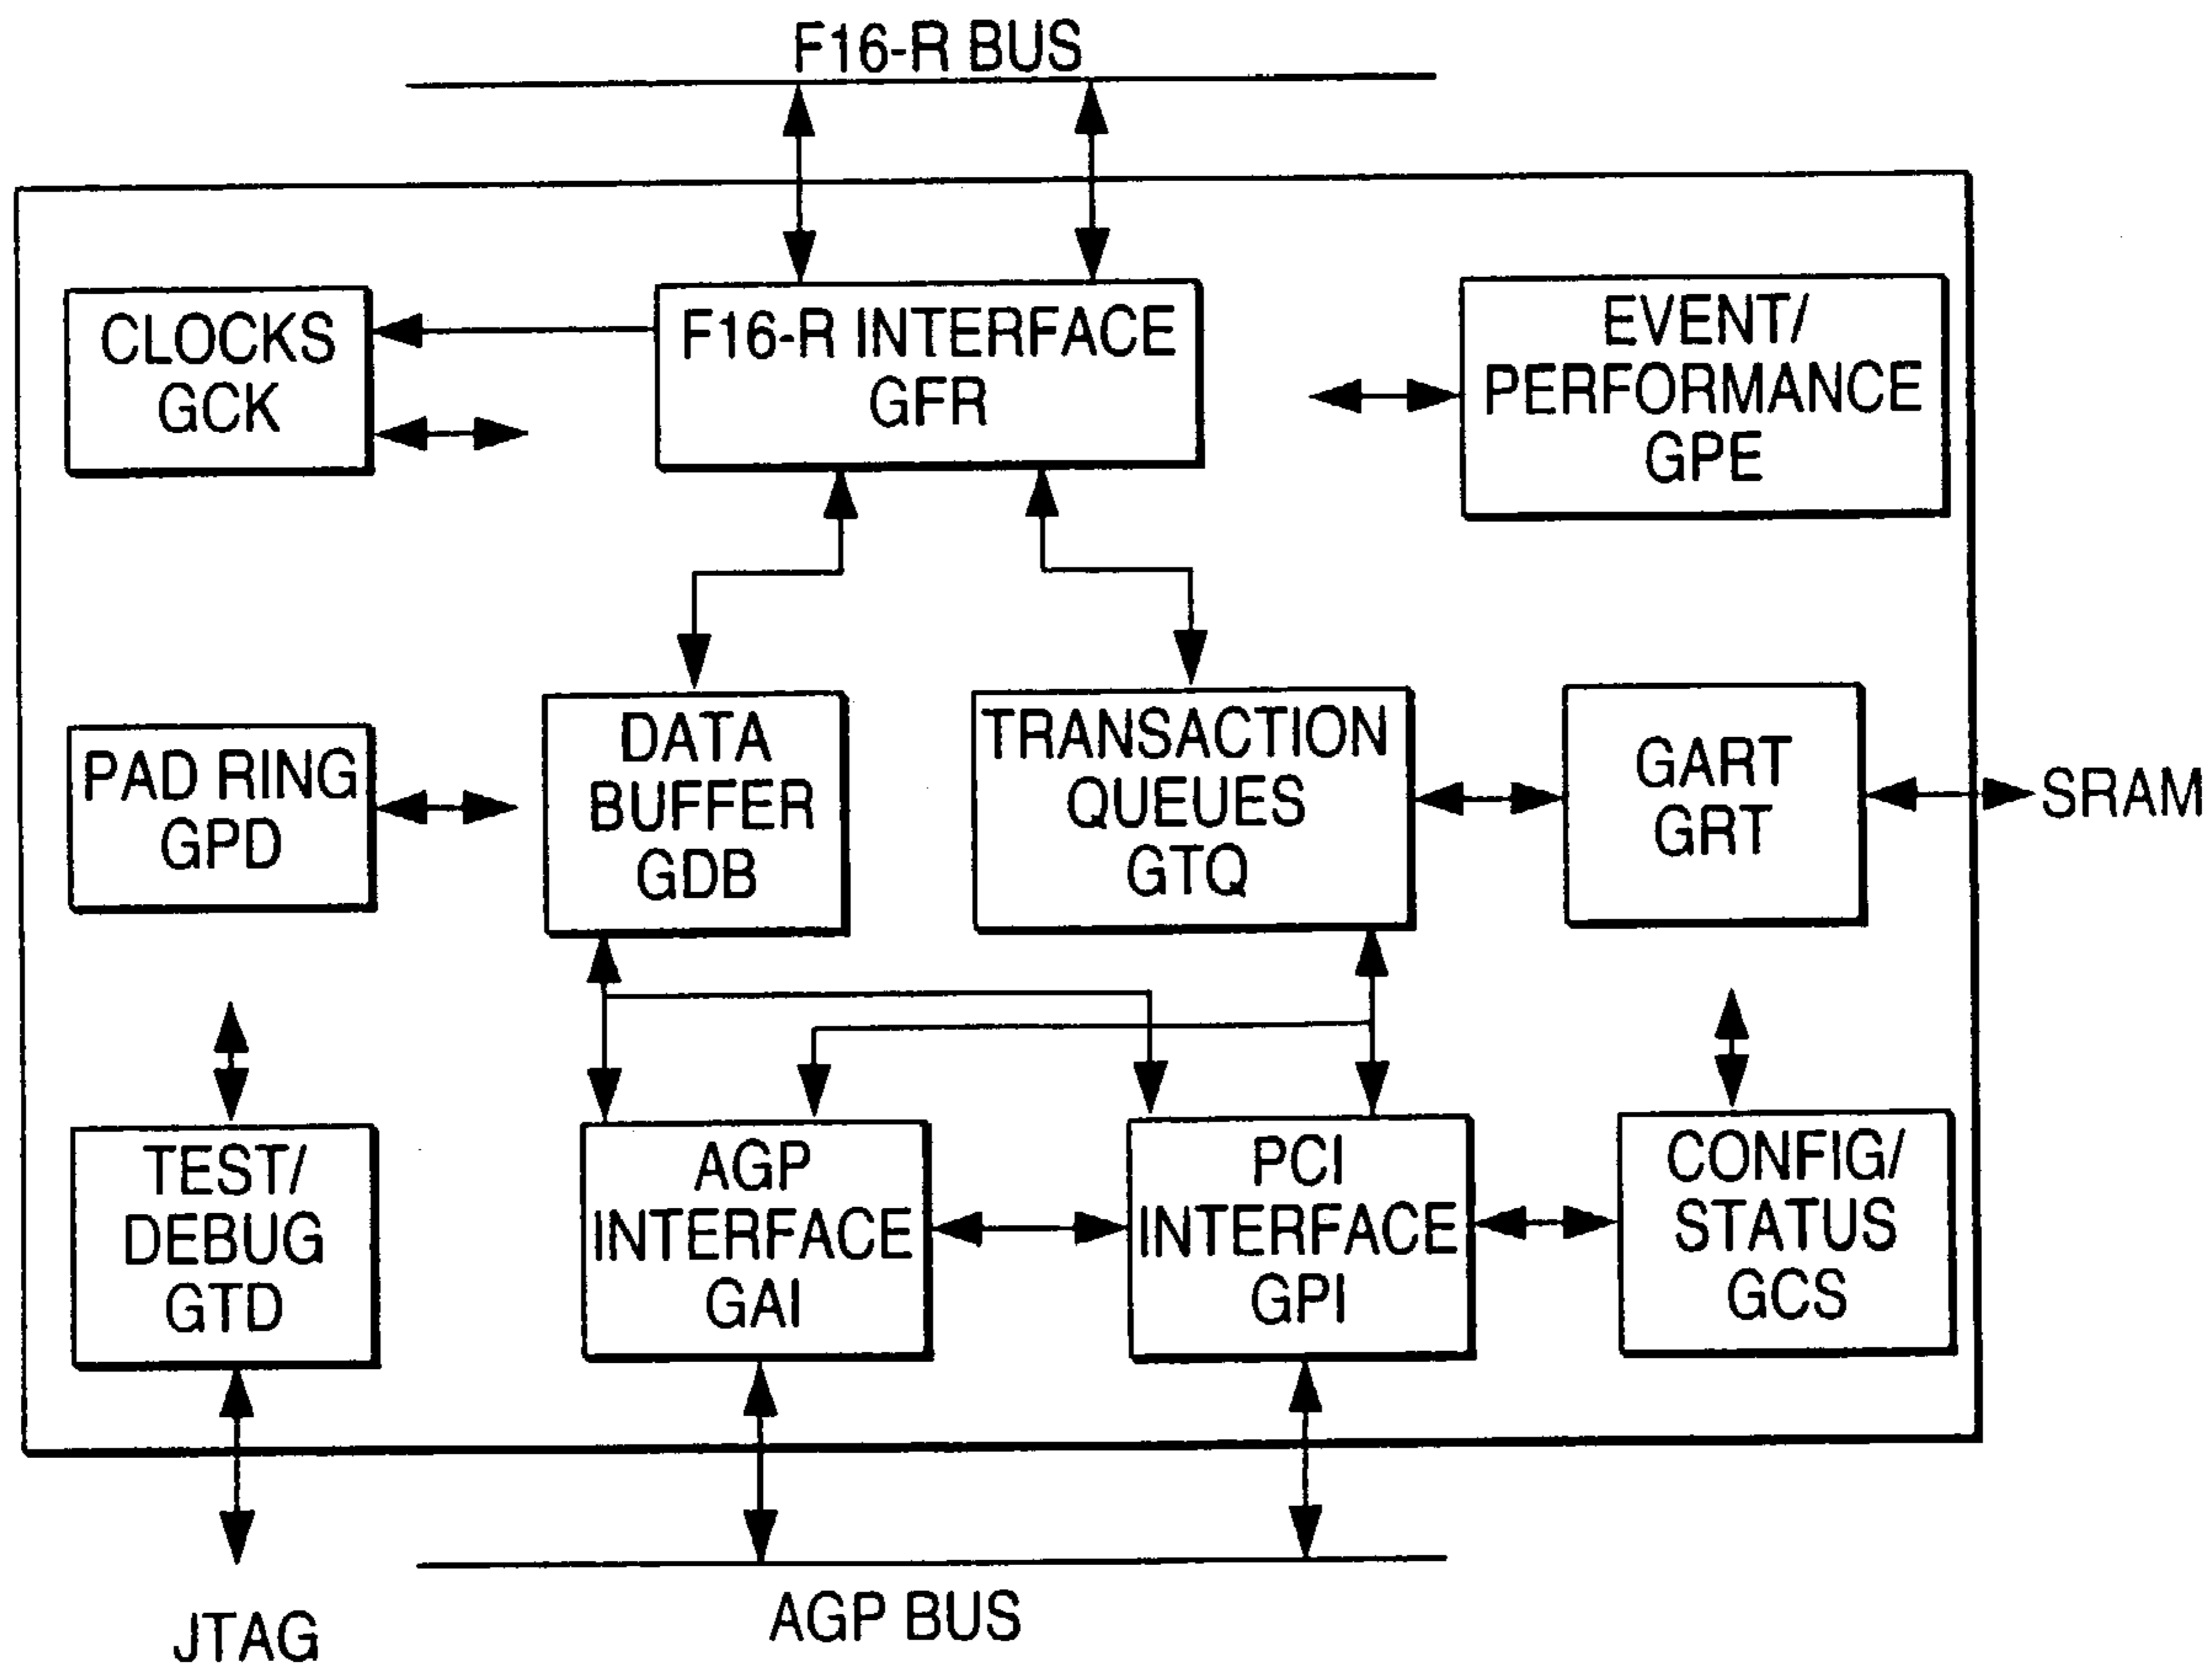 F16-R BUS
CLOCKS
GCK
F16-R INTERFACE
GFR
EVENT/
PERFORMANCE
GPE
PAD RING
GPD
DATA
BUFFER
GDB
TRANSACTION
QUEUES
GTQ
GART
GRT
SRAM
TEST/
DEBUG
GTD
AGP
INTERFACE
GAI
PCI
INTERFACE
GPI
CONFIG/
STATUS
GCS
JTAG
AGP BUS